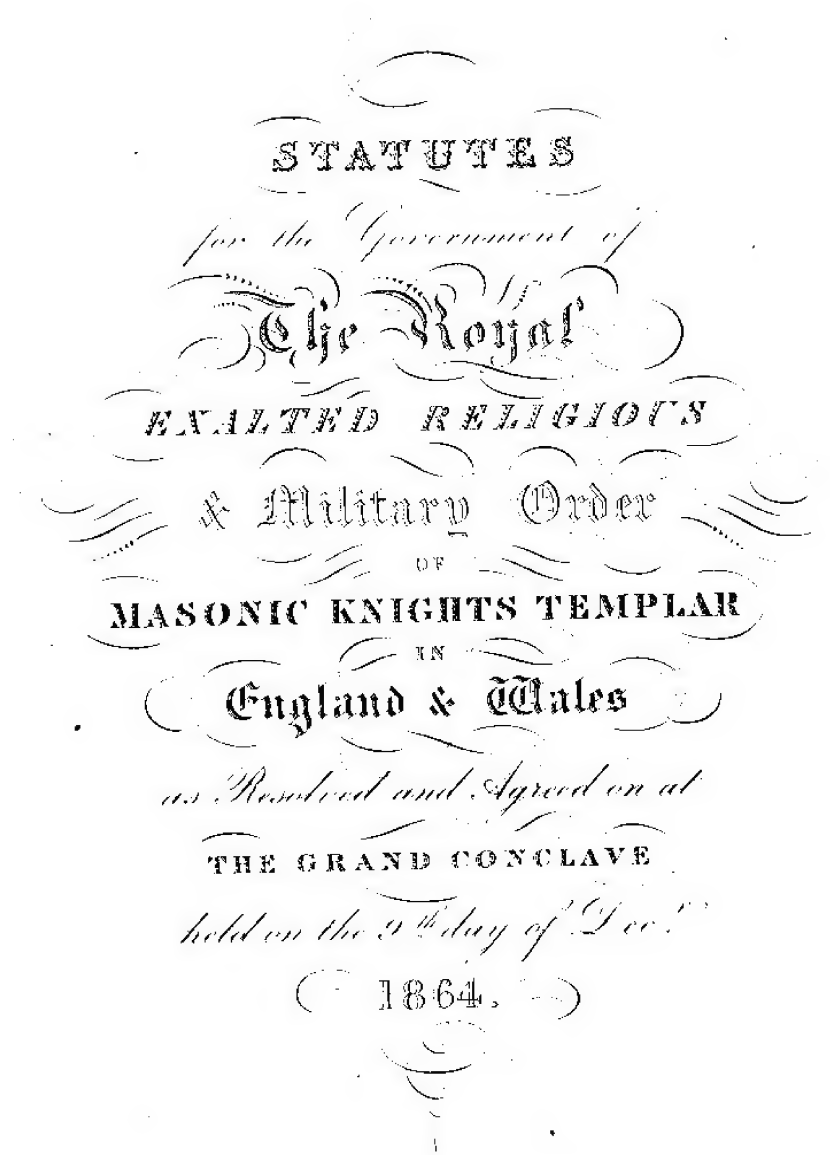 STATUTES
for the Government of
The Royal
EXALTED RELIGIOUS
& Military Order
OF
MASONIC KNIGHTS TEMPLAR
IN
England & Wales
as Resolved and Agreed on at
THE GRAND CONCLAVE
held on the 9th day of Decr.
1864.